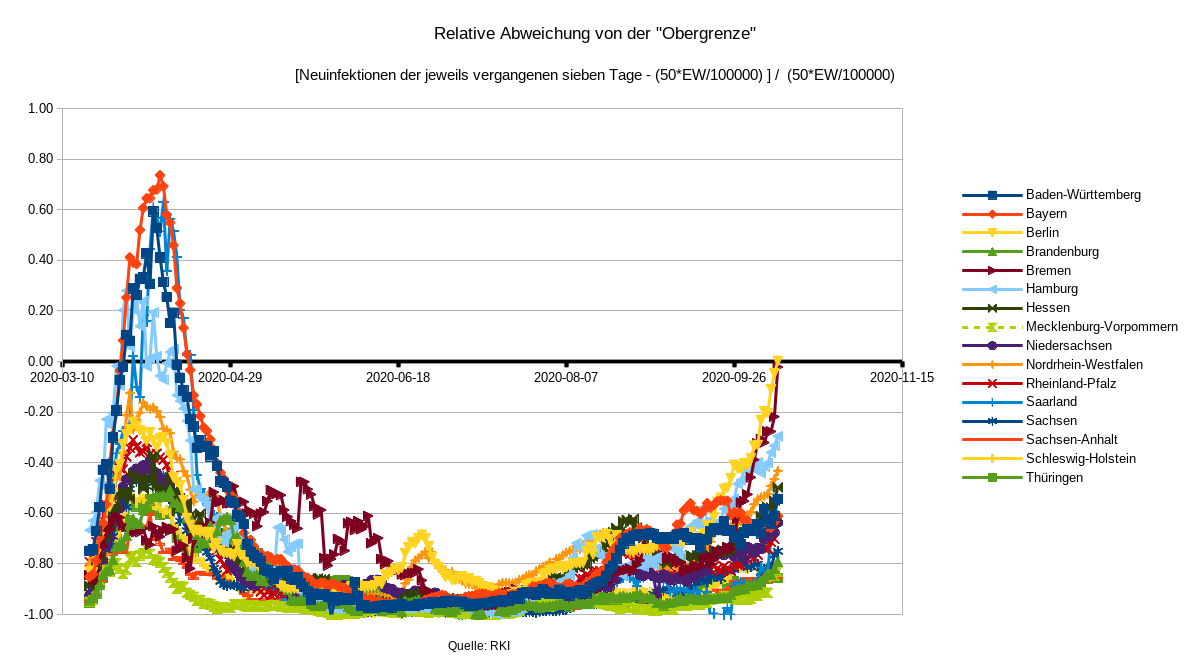 Relative Abweichung von der "Obergrenze"
[Neuinfektionen der jeweils vergangenen sieben Tage - (50*EW/100000) ] / (50*EW/100000)
1.00
0.80
0.60
0.40
0.20
0.00
-0.20
-0.40
-0.60
-0.80
-1.00
2020-03-10 2020-04-29 2020-06-18 2020-08-07 2020-09-26 2020-11-15
Baden-Württemberg
Bayern
Berlin
Brandenburg
Bremen
Hamburg
Hessen
Mecklenburg-Vorpommern
Niedersachsen
Nordrhein-Westfalen
Rheinland-Pfalz
Saarland
Sachsen
Sachsen-Anhalt
Schleswig-Holstein
Thüringen
Quelle: RKI